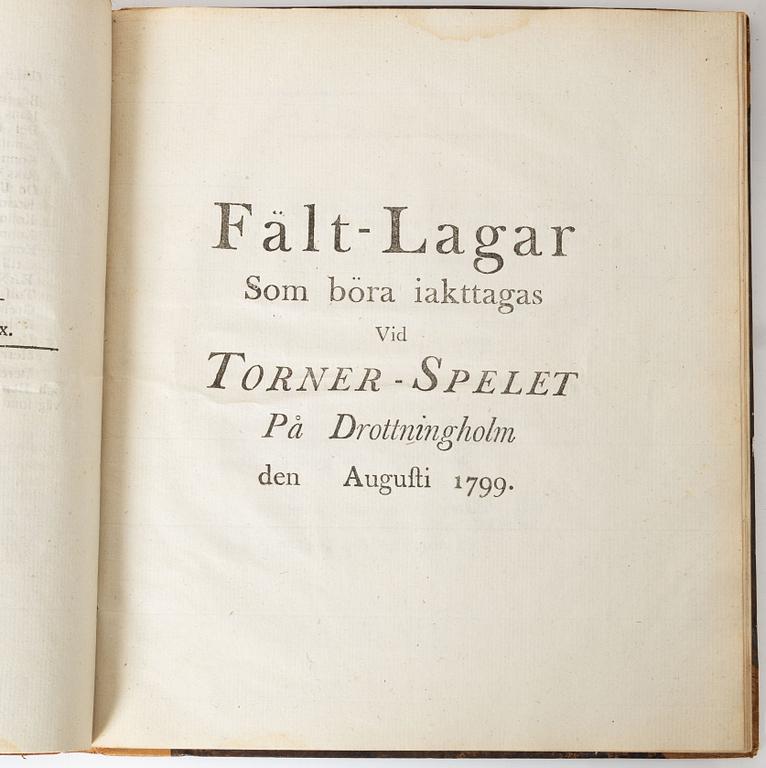 x.
Fält-Lagar
Som böra iakttagas
Vid
TORNER-SPELET
På Drottningholm
den Augusti 1799.